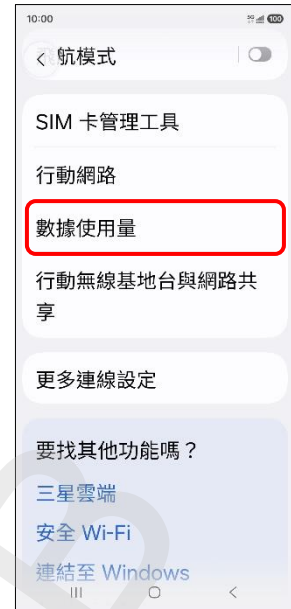 10:00
5G 100
航模式
SIM 卡管理工具
行動網路
數據使用量
行動無線基地台與網路共
享
更多連線設定
要找其他功能嗎？
三星雲端
安全 Wi-Fi
連結至 Windows